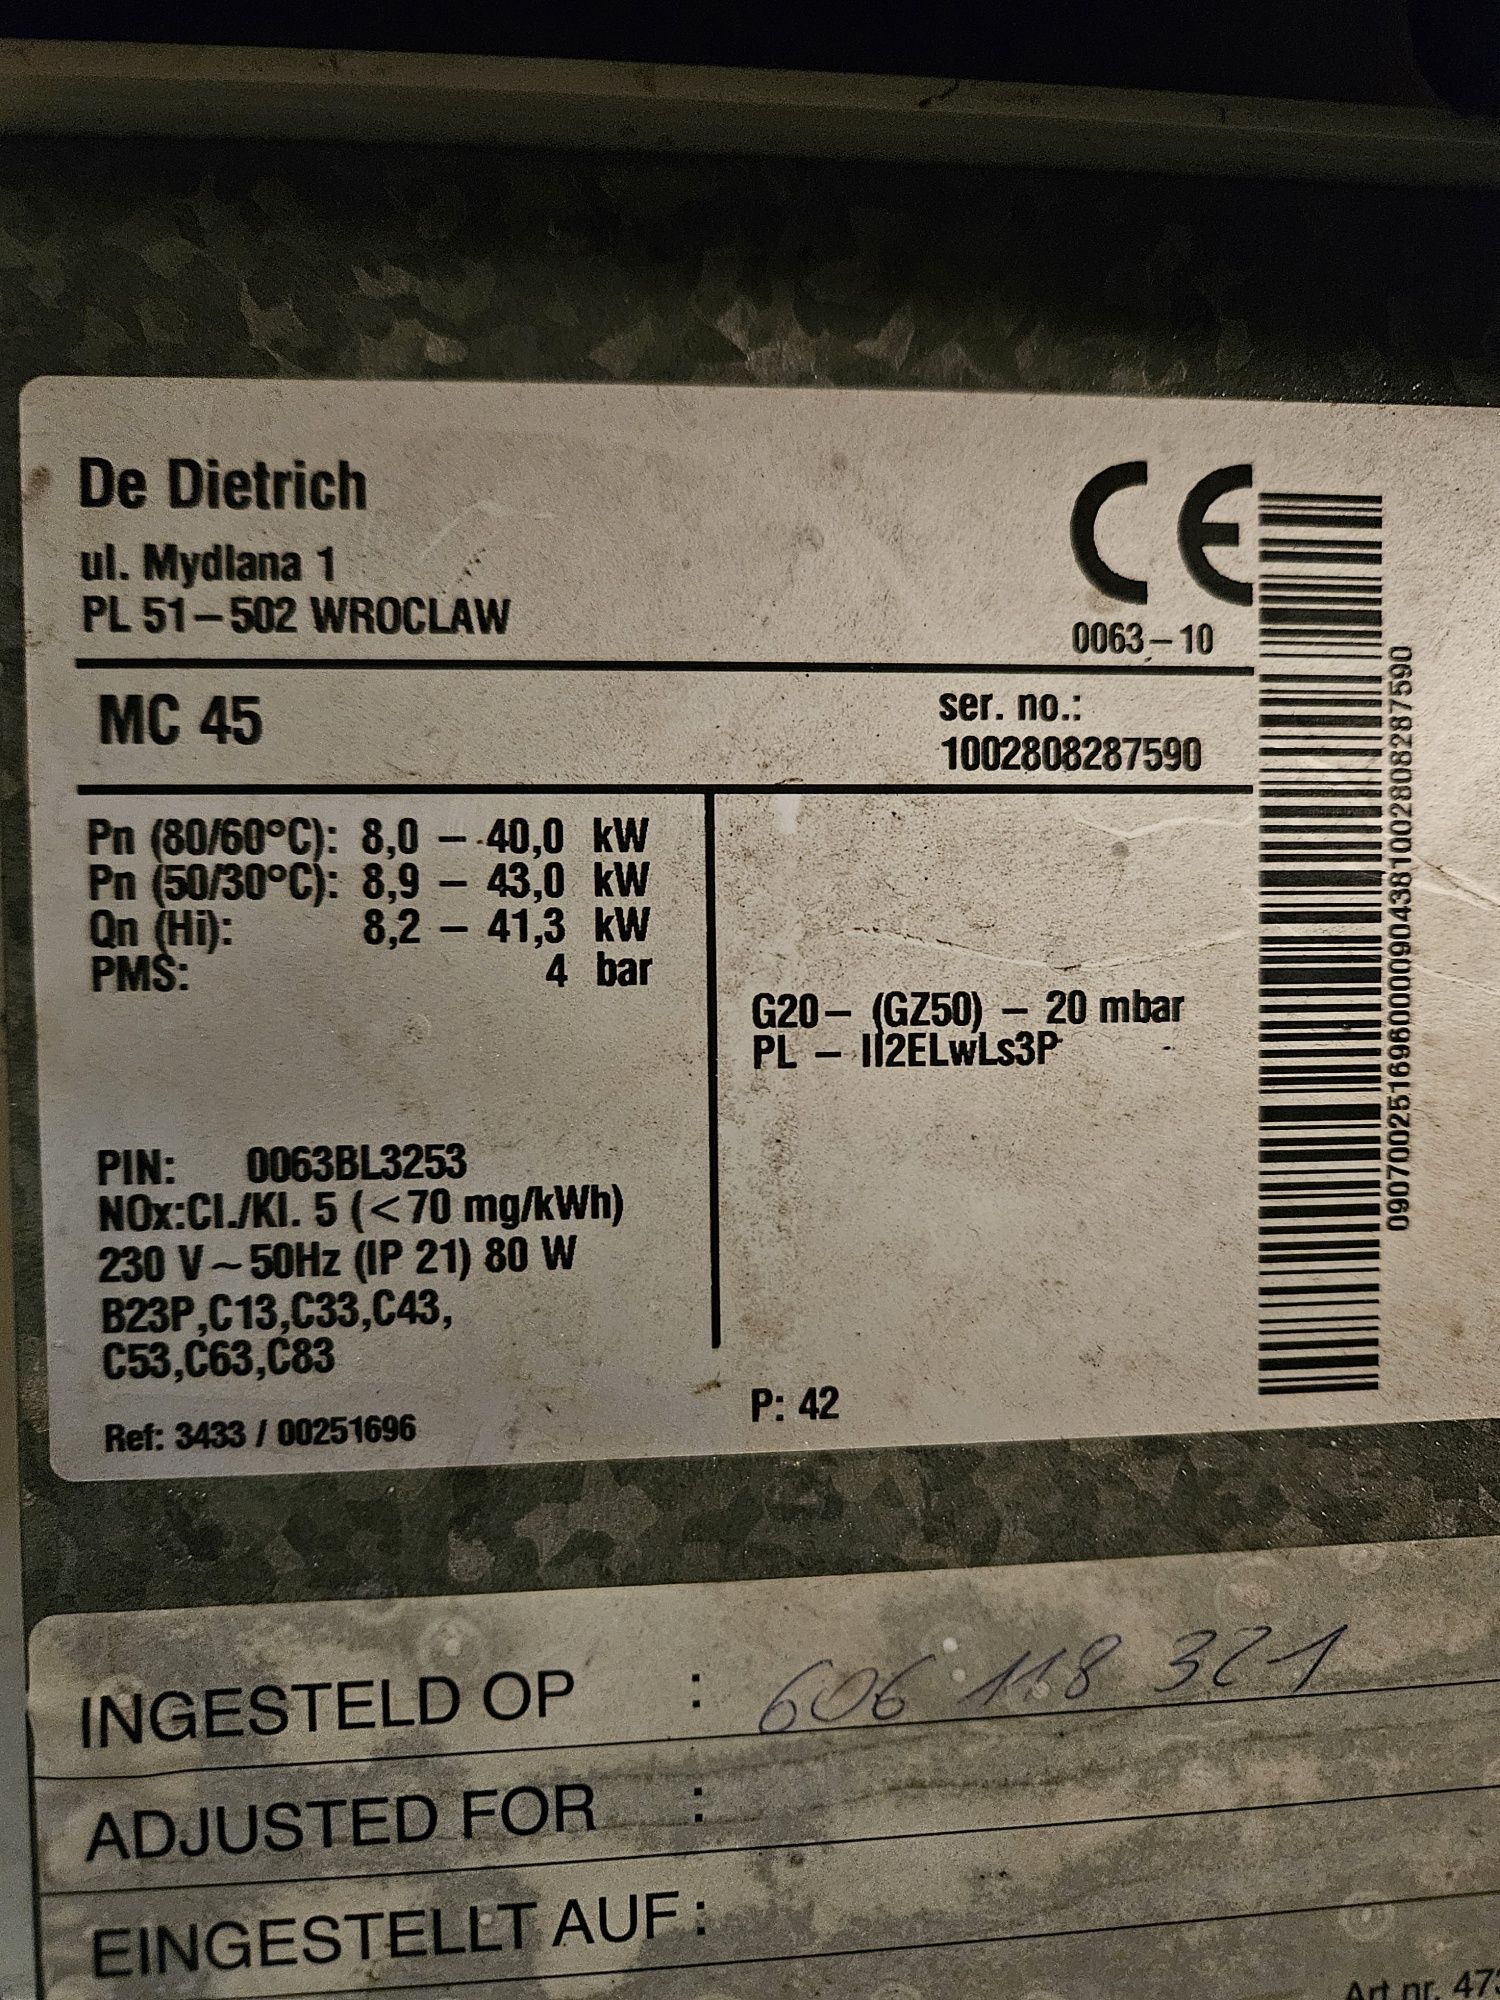 De Dietrich
ul. Mydlana 1
PL 51–502 WROCLAW
CE
0063–10
MC 45
ser. no.:
1002808287590
Pn (80/60°C): 8,0 – 40,0 kW
Pn (50/30°C): 8,9 – 43,0 kW
Qn (Hi): 8,2 – 41,3 kW
PMS: 4 bar
G20– (GZ50) – 20 mbar
PL – II2ELwLs3P
PIN: 0063BL3253
NOx:Cl./Kl. 5 (<70 mg/kWh)
230 V~50Hz (IP 21) 80 W
B23P,C13,C33,C43,
C53,C63,C83
Ref: 3433 / 00251696
P: 42
0907002516960000904381002808287590
INGESTELD OP : 606 118 321
ADJUSTED FOR :
EINGESTELLT AUF :
Art nr. 473